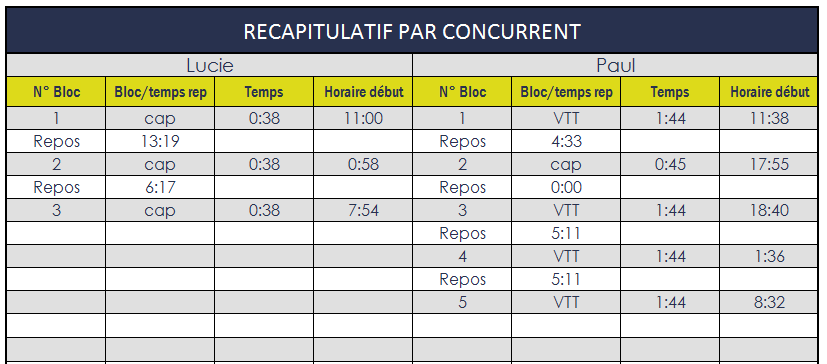 RECAPITULATIF PAR CONCURRENT
Lucie Paul
N° Bloc Bloc/temps rep Temps Horaire début N° Bloc Bloc/temps rep Temps Horaire début
1 cap 0:38 11:00 1 VTT 1:44 11:38
Repos 13:19 Repos 4:33
2 cap 0:38 0:58 2 cap 0:45 17:55
Repos 6:17 Repos 0:00
3 cap 0:38 7:54 3 VTT 1:44 18:40
Repos 5:11
4 VTT 1:44 1:36
Repos 5:11
5 VTT 1:44 8:32